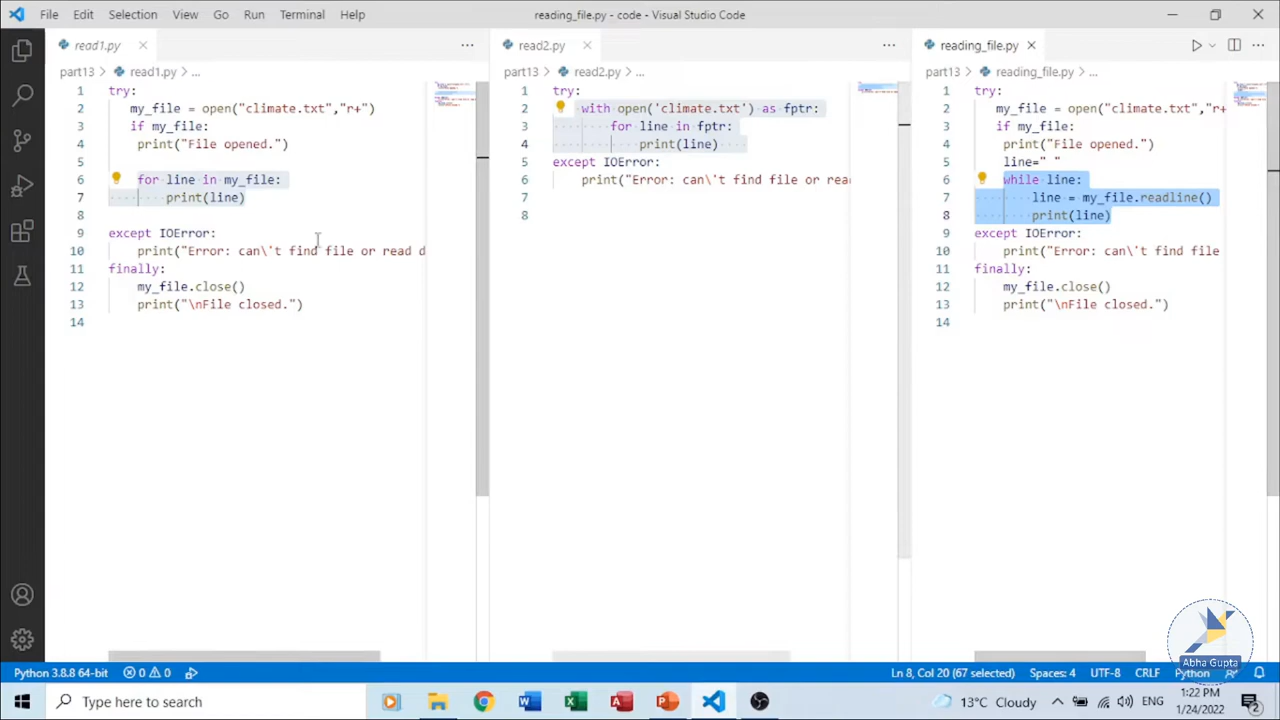 File Edit Selection View Go Run Terminal Help
reading_file.py - code - Visual Studio Code
read1.py
part13 > read1.py > ...
1 try:
2 my_file = open("climate.txt","r+")
3 if my_file:
4 print("File opened.")
5
6 for line in my_file:
7 print(line)
8
9 except IOError:
10 print("Error: can\'t find file or read d
11 finally:
12 my_file.close()
13 print("\nFile closed.")
14
read2.py
part13 > read2.py > ...
1 try:
2 with open('climate.txt') as fptr:
3 for line in fptr:
4 print(line)
5 except IOError:
6 print("Error: can\'t find file or rea
7
8
reading_file.py
part13 > reading_file.py > ...
1 try:
2 my_file = open("climate.txt","r+
3 if my_file:
4 print("File opened.")
5 line=" "
6 while line:
7 line = my_file.readline()
8 print(line)
9 except IOError:
10 print("Error: can\'t find file
11 finally:
12 my_file.close()
13 print("\nFile closed.")
14
Abha Gupta
Python 3.8.8 64-bit 0 0 Ln 8, Col 20 (67 selected) Spaces: 4 UTF-8 CRLF Python
Type here to search 13°C Cloudy ENG
1:22 PM
1/24/2022
2